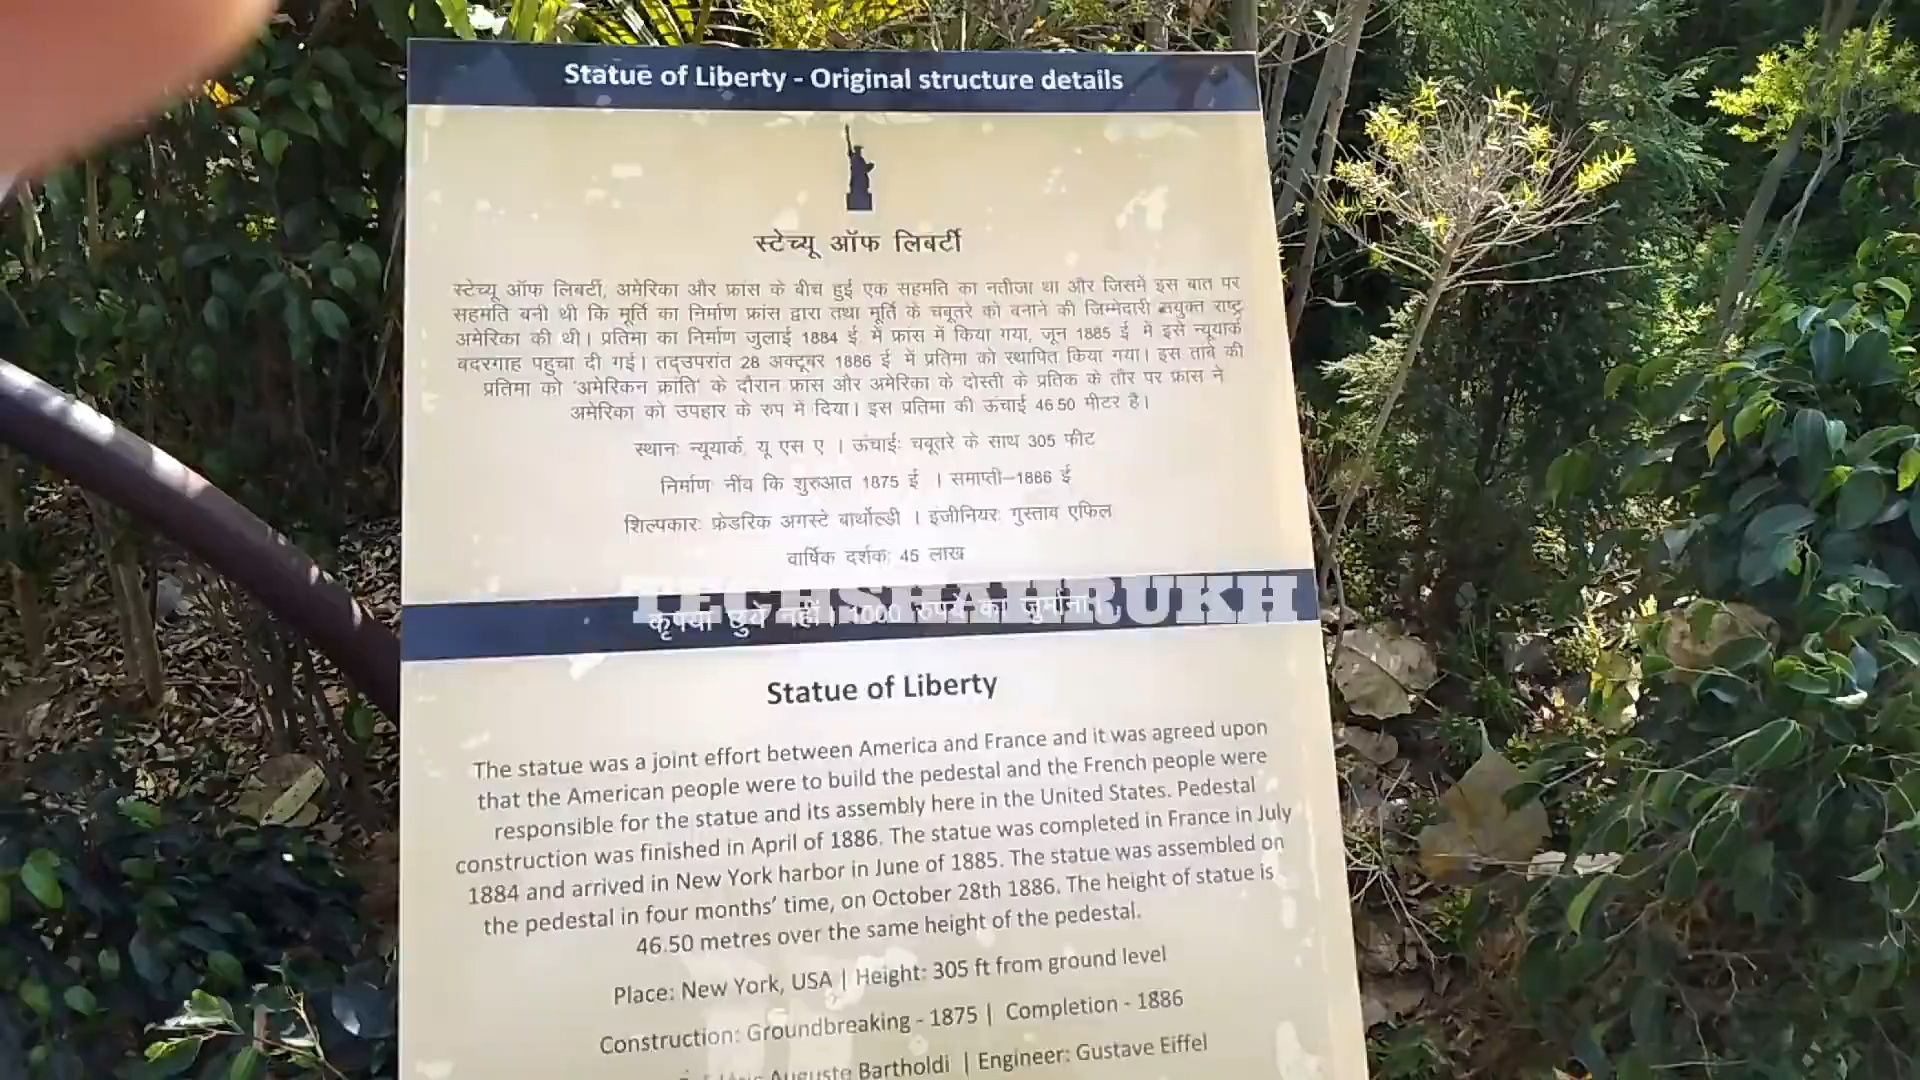 Statue of Liberty - Original structure details
स्टेच्यू ऑफ लिबर्टी
स्टेच्यू ऑफ लिबर्टी, अमेरिका और फ्रांस के बीच हुई एक सहमति का नतीजा था और जिसमें इस बात पर
सहमति बनी थी कि मूर्ति का निर्माण फ्रांस द्वारा तथा मूर्ति के चबूतरे को बनाने की जिम्मेदारी संयुक्त राष्ट्र
अमेरिका की थी। प्रतिमा का निर्माण जुलाई 1884 ई. में फ्रांस में किया गया, जून 1885 ई में इसे न्यूयार्क
बंदरगाह पहुंचा दी गई। तद्उपरांत 28 अक्टूबर 1886 ई में प्रतिमा को स्थापित किया गया। इस तांबे की
प्रतिमा को 'अमेरिकन क्रांति' के दौरान फ्रांस और अमेरिका के दोस्ती के प्रतिक के तौर पर फ्रांस ने
अमेरिका को उपहार के रुप में दिया। इस प्रतिमा की ऊंचाई 46.50 मीटर है।
स्थानः न्यूयार्क, यू एस ए । ऊंचाईः चबूतरे के साथ 305 फीट
निर्माणः नींव कि शुरुआत 1875 ई । समाप्ती–1886 ई
शिल्पकारः फ्रेडरिक अगस्टे बार्थोल्डी । इंजीनियरः गुस्ताव एफिल
वार्षिक दर्शकः 45 लाख
TECHSHAHRUKH
कृपया छुये नहीं। 1000 रुपये का जुर्माना।
Statue of Liberty
The statue was a joint effort between America and France and it was agreed upon
that the American people were to build the pedestal and the French people were
responsible for the statue and its assembly here in the United States. Pedestal
construction was finished in April of 1886. The statue was completed in France in July
1884 and arrived in New York harbor in June of 1885. The statue was assembled on
the pedestal in four months' time, on October 28th 1886. The height of statue is
46.50 metres over the same height of the pedestal.
Place: New York, USA | Height: 305 ft from ground level
Construction: Groundbreaking - 1875 | Completion - 1886
Auguste Bartholdi | Engineer: Gustave Eiffel